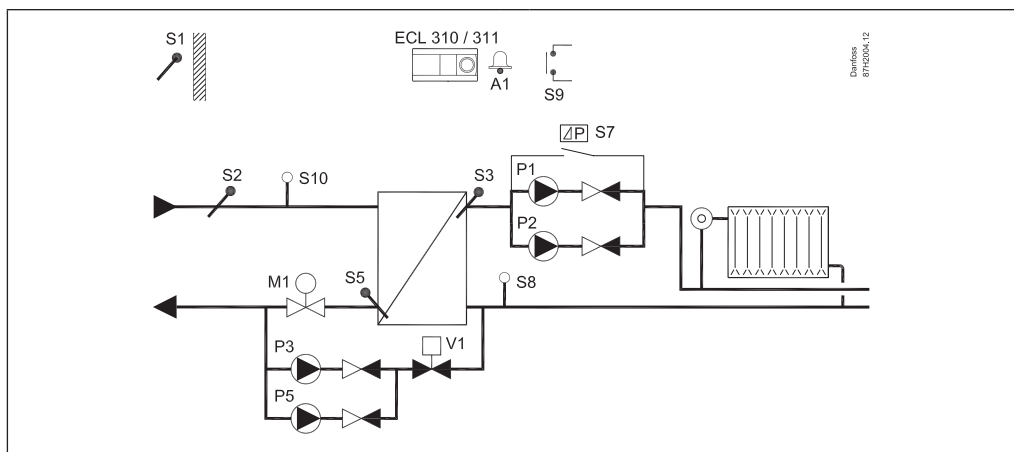 S1
ECL 310 / 311
A1
S9
Danfoss
87H2004.12
ΔP S7
S2
S10
S3
P1
P2
M1
S5
S8
P3
V1
P5